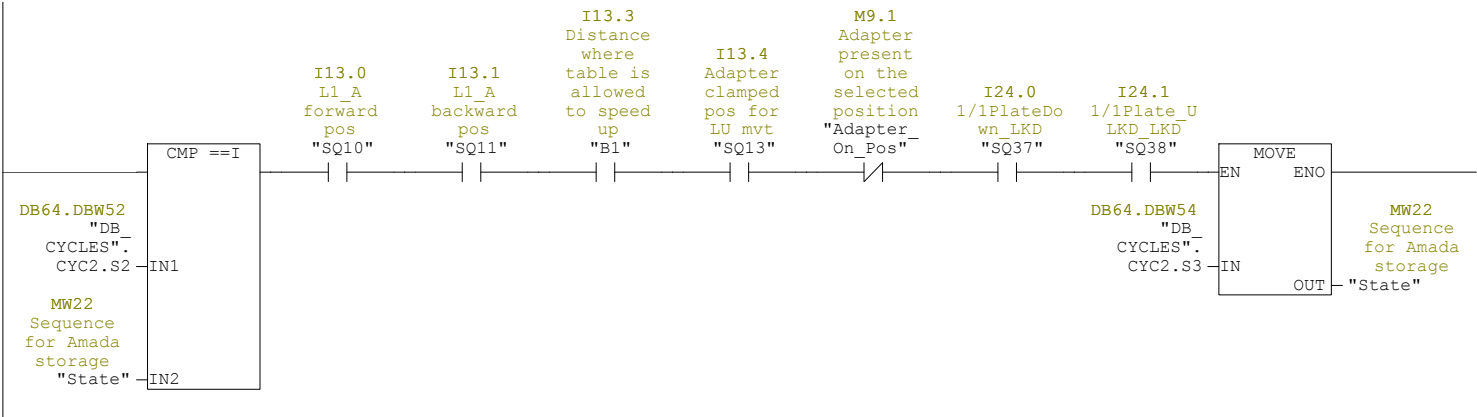 I13.3
Distance
where
table is
allowed
to speed
up
"B1"
M9.1
Adapter
present
on the
selected
position
"Adapter_
On_Pos"
I13.0
L1_A
forward
pos
"SQ10"
I13.1
L1_A
backward
pos
"SQ11"
I13.4
Adapter
clamped
pos for
LU mvt
"SQ13"
I24.0
1/1PlateDo
wn_LKD
"SQ37"
I24.1
1/1Plate_U
LKD_LKD
"SQ38"
CMP ==I
MOVE
EN ENO
DB64.DBW52
"DB_
CYCLES".
CYC2.S2
IN1
MW22
Sequence
for Amada
storage
"State"
IN2
DB64.DBW54
"DB_
CYCLES".
CYC2.S3
IN
OUT
MW22
Sequence
for Amada
storage
"State"